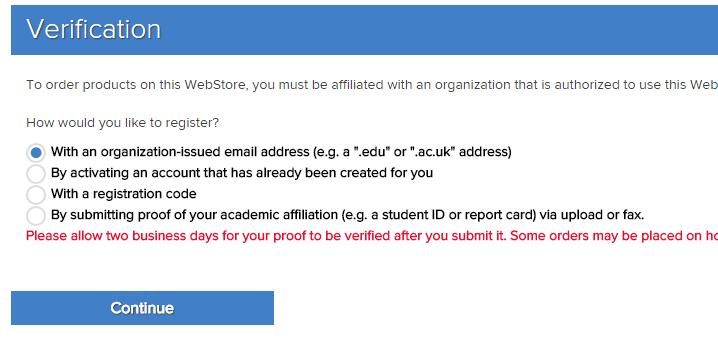 Verification
To order products on this WebStore, you must be affiliated with an organization that is authorized to use this Web
How would you like to register?
With an organization-issued email address (e.g. a ".edu" or ".ac.uk" address)
By activating an account that has already been created for you
With a registration code
By submitting proof of your academic affiliation (e.g. a student ID or report card) via upload or fax.
Please allow two business days for your proof to be verified after you submit it. Some orders may be placed on
Continue